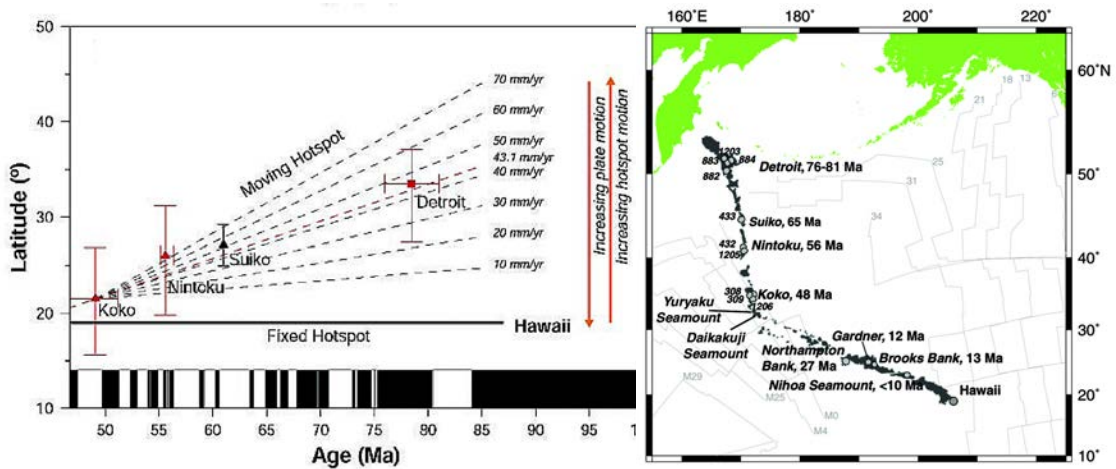 50
40
30
20
10
Latitude (º)
50
55
60
65
70
75
80
85
90
95
Age (Ma)
70 mm/yr
60 mm/yr
50 mm/yr
43.1 mm/yr
40 mm/yr
30 mm/yr
20 mm/yr
10 mm/yr
Moving Hotspot
Koko
Nintoku
Suiko
Detroit
Fixed Hotspot
Hawaii
Increasing plate motion
Increasing hotspot motion
160˚E
180˚
200˚
220˚
60˚
50˚
40˚
30˚
20˚
10˚
18
13
21
25
31
34
1203
883
884
882
Detroit, 76-81 Ma
433
Suiko, 65 Ma
432
Nintoku, 56 Ma
1205
308
Koko, 48 Ma
309
206
Yuryaku
Seamount
Daikakuji
Seamount
Gardner, 12 Ma
Northampton
Bank, 27 Ma
Brooks Bank, 13 Ma
Nihoa Seamount, <10 Ma
Hawaii
M29
M25
M0
M4